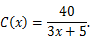 C(x) = 40/(3x + 5).